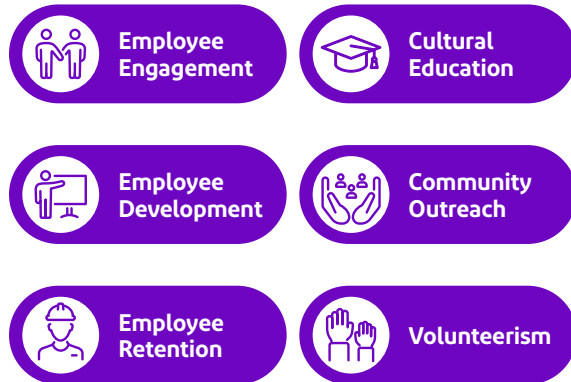 Employee
Engagement
Cultural
Education
Employee
Development
Community
Outreach
Employee
Retention
Volunteerism